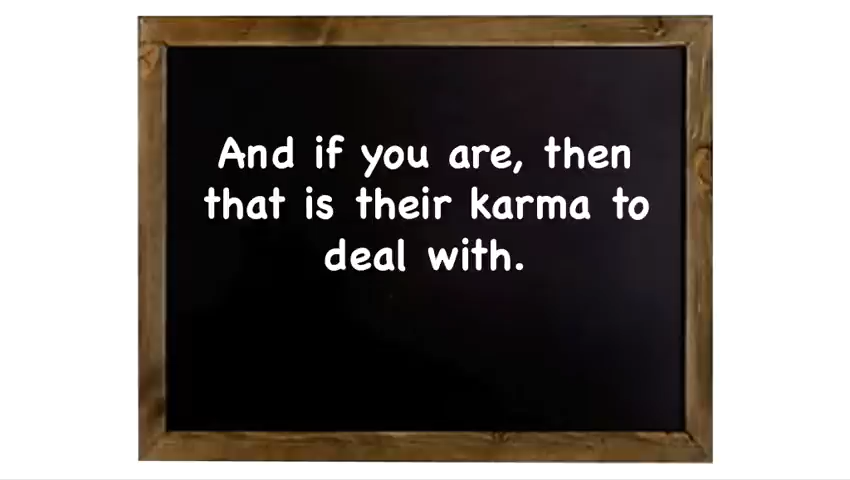 And if you are, then
that is their karma to
deal with.